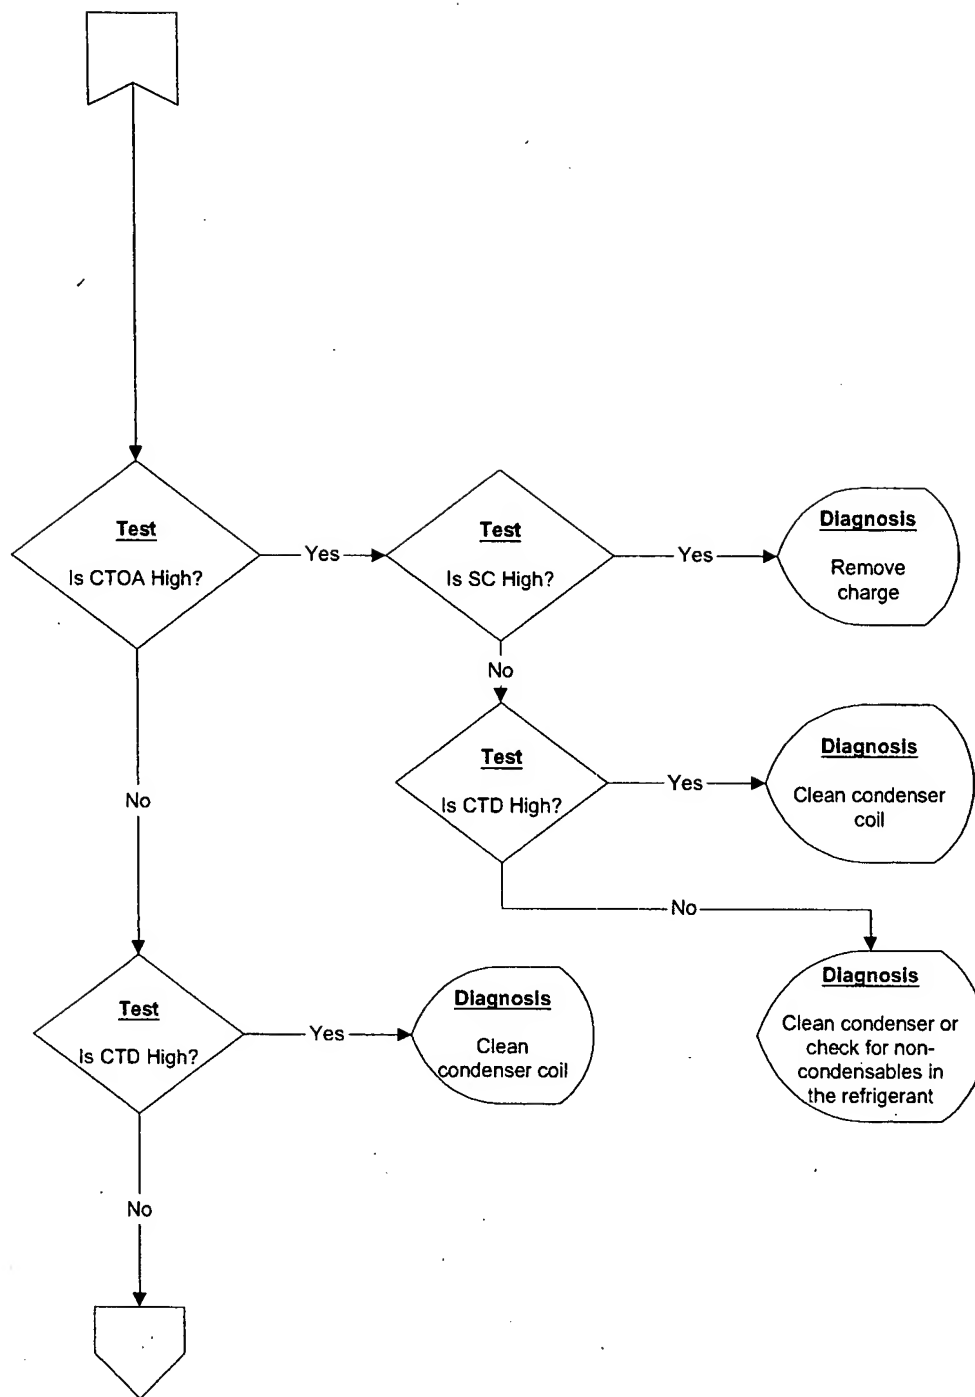 Test
Is CTOA High?
Yes
Test
Is SC High?
Yes
Diagnosis
Remove
charge
No
Test
Is CTD High?
Yes
Diagnosis
Clean condenser
coil
No
No
Diagnosis
Clean condenser or
check for non-
condensables in
the refrigerant
Test
Is CTD High?
Yes
Diagnosis
Clean
condenser coil
No